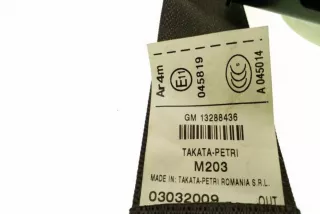 Ar4m
E11
045819
A 045014
GM 13288436
TAKATA-PETRI
M203
MADE IN: TAKATA-PETRI ROMANIA S.R.L.
03032009 OUT